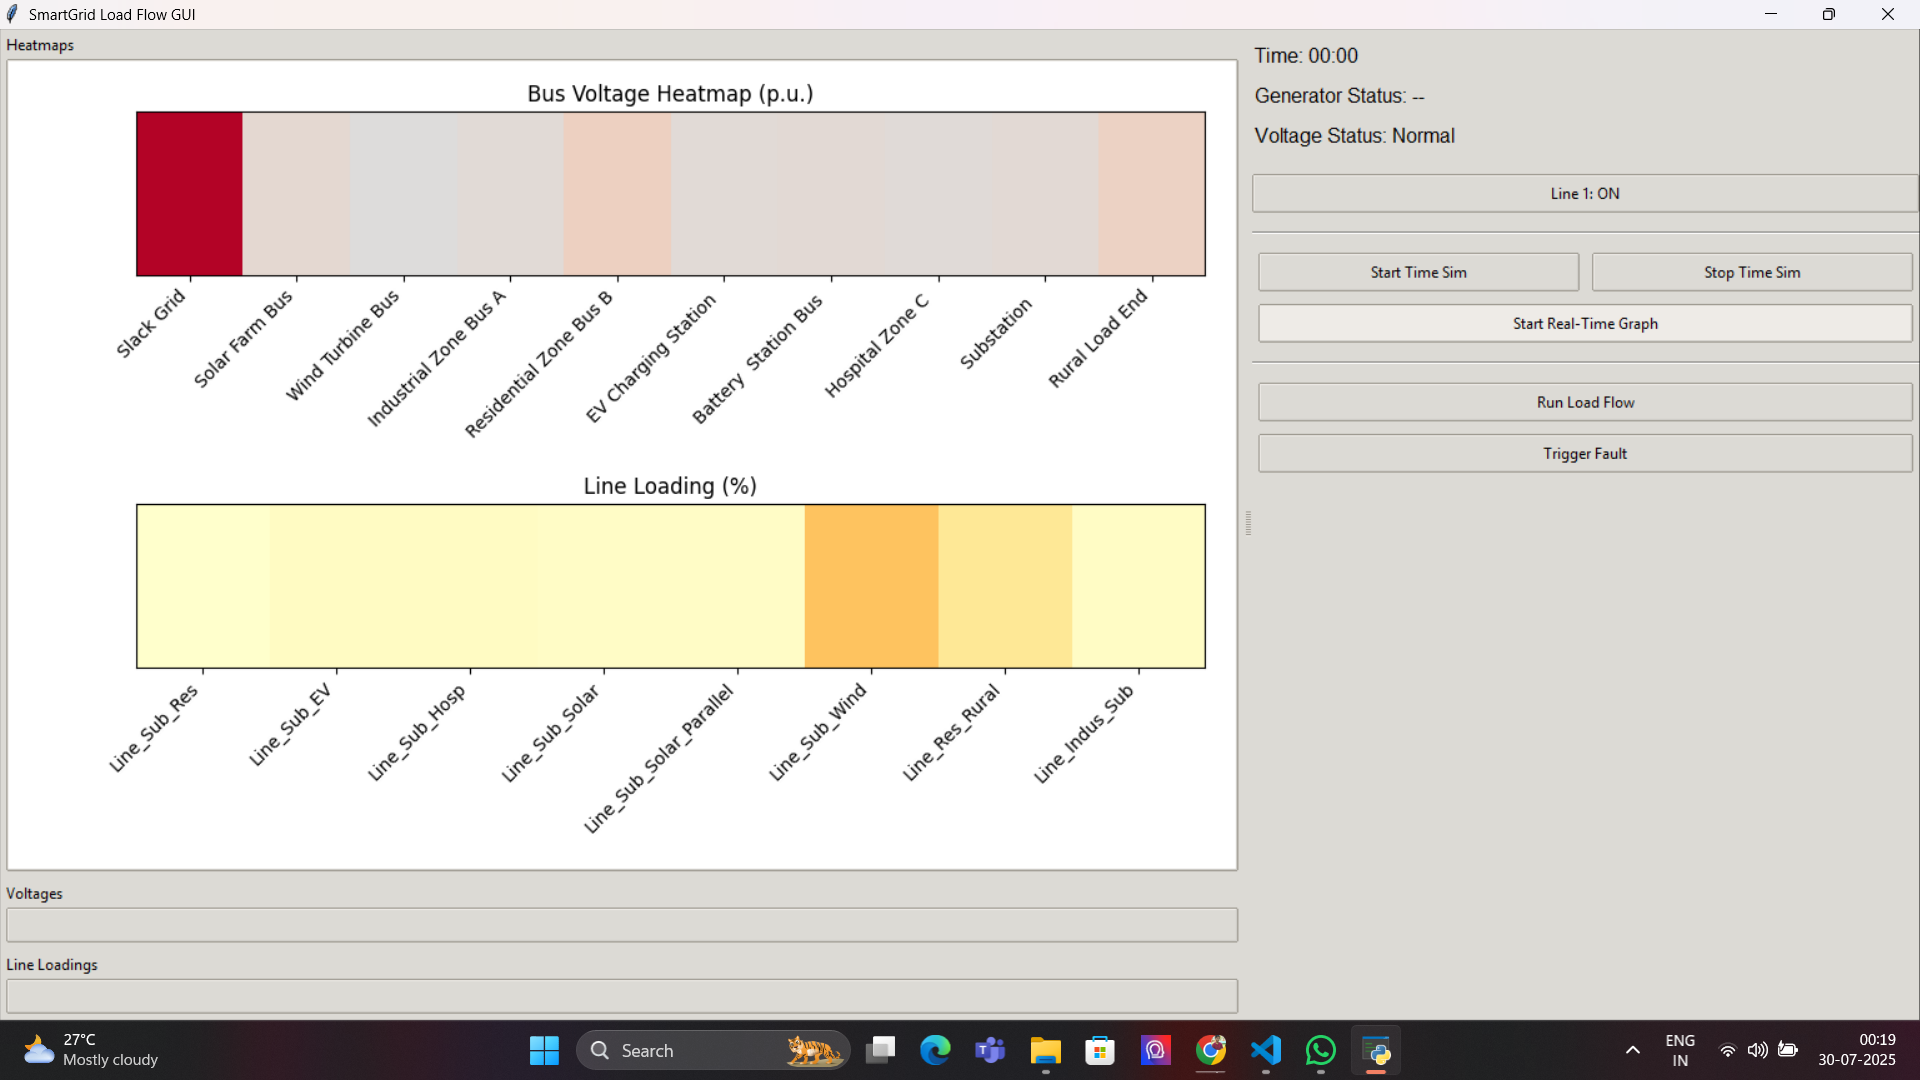 SmartGrid Load Flow GUI
Heatmaps
Bus Voltage Heatmap (p.u.)
Slack Grid
Solar Farm Bus
Wind Turbine Bus
Industrial Zone Bus A
Residential Zone Bus B
EV Charging Station
Battery  Station Bus
Hospital Zone C
Substation
Rural Load End
Line Loading (%)
Line_Sub_Res
Line_Sub_EV
Line_Sub_Hosp
Line_Sub_Solar
Line_Sub_Solar_Parallel
Line_Sub_Wind
Line_Res_Rural
Line_Indus_Sub
Voltages
Line Loadings
Time: 00:00
Generator Status: --
Voltage Status: Normal
Line 1: ON
Start Time Sim
Stop Time Sim
Start Real-Time Graph
Run Load Flow
Trigger Fault
27°C
Mostly cloudy
Search
ENG
IN
00:19
30-07-2025